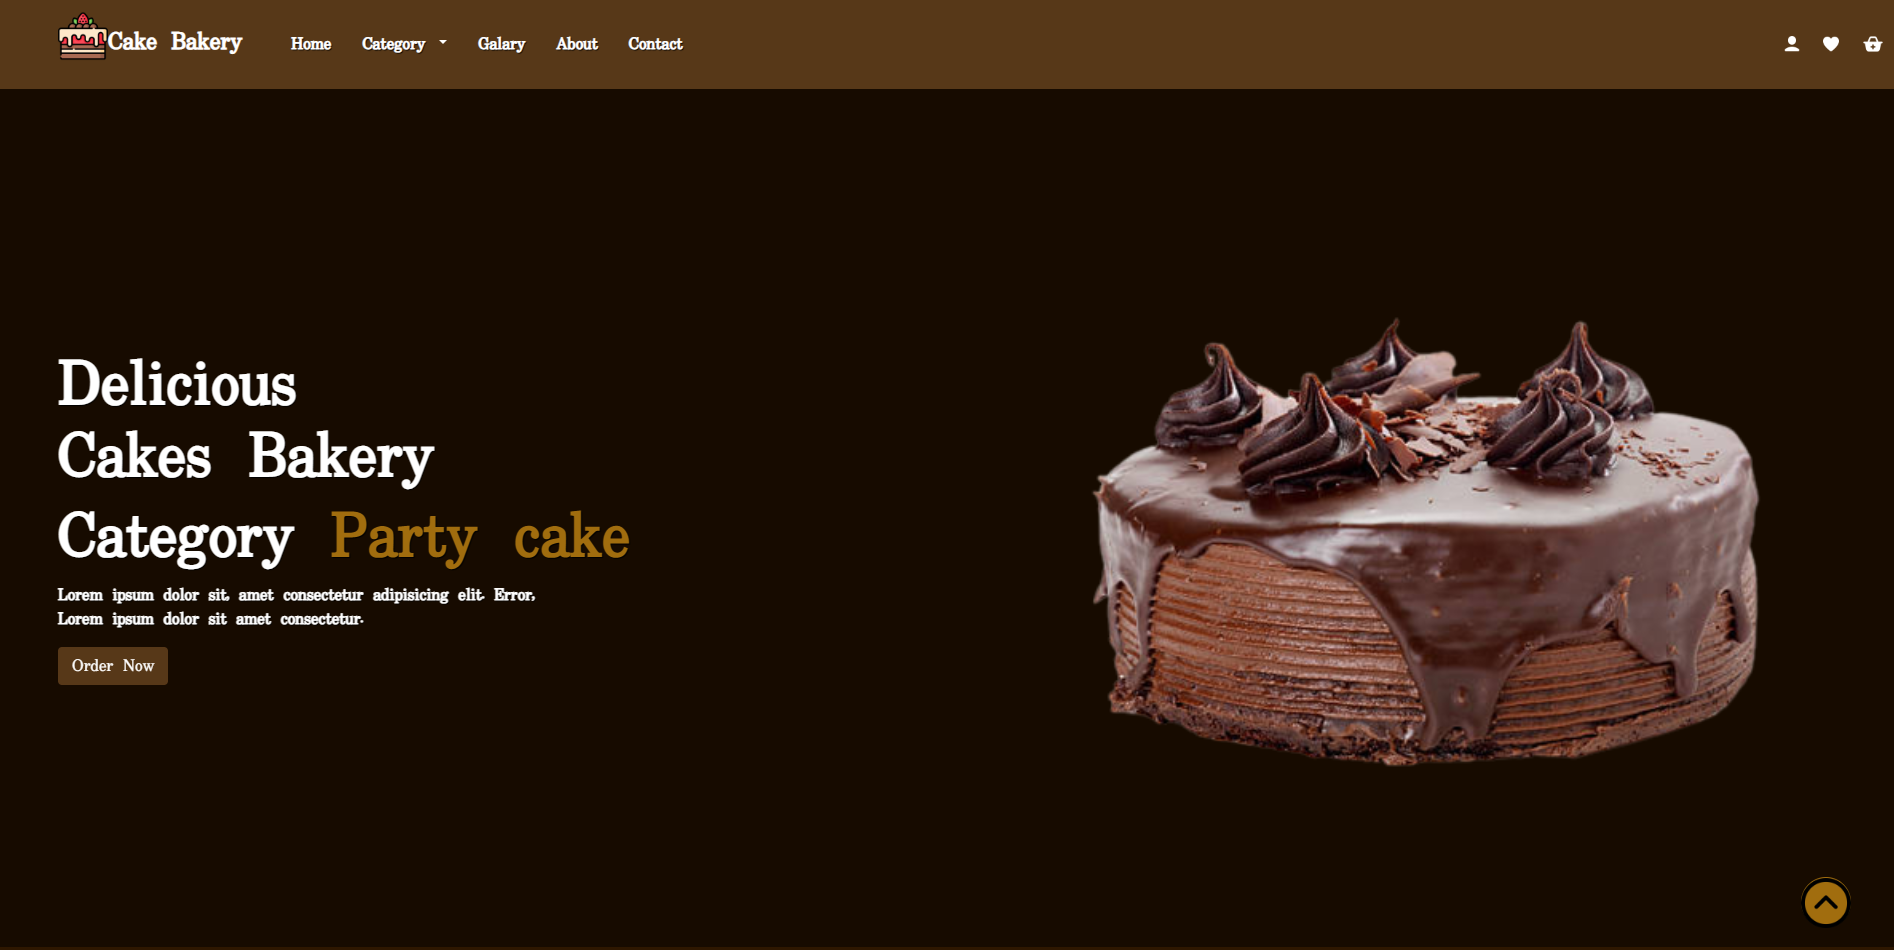 Cake Bakery
Home Category Galary About Contact
Delicious
Cakes Bakery
Category Party cake
Lorem ipsum dolor sit, amet consectetur adipisicing elit. Error,
Lorem ipsum dolor sit amet consectetur.
Order Now